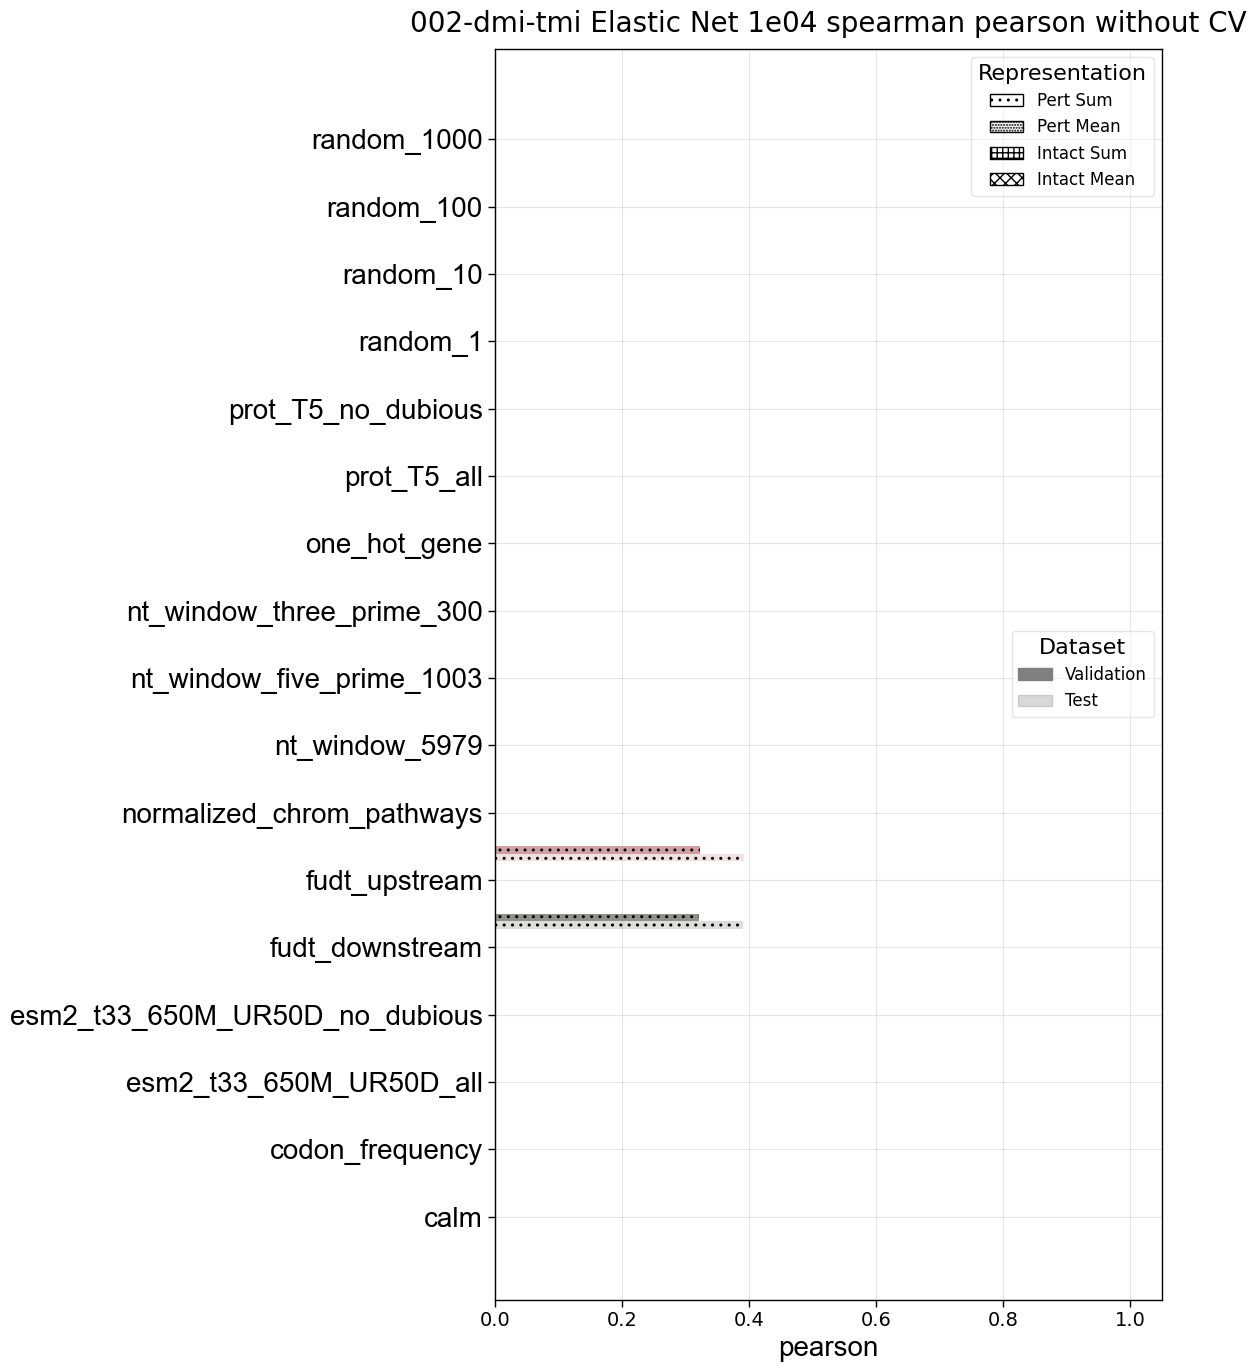 002-dmi-tmi Elastic Net 1e04 spearman pearson without CV
Representation
Pert Sum
Pert Mean
Intact Sum
Intact Mean
random_1000
random_100
random_10
random_1
prot_T5_no_dubious
prot_T5_all
one_hot_gene
nt_window_three_prime_300
Dataset
Validation
Test
nt_window_five_prime_1003
nt_window_5979
normalized_chrom_pathways
fudt_upstream
fudt_downstream
esm2_t33_650M_UR50D_no_dubious
esm2_t33_650M_UR50D_all
codon_frequency
calm
0.0 0.2 0.4 0.6 0.8 1.0
pearson